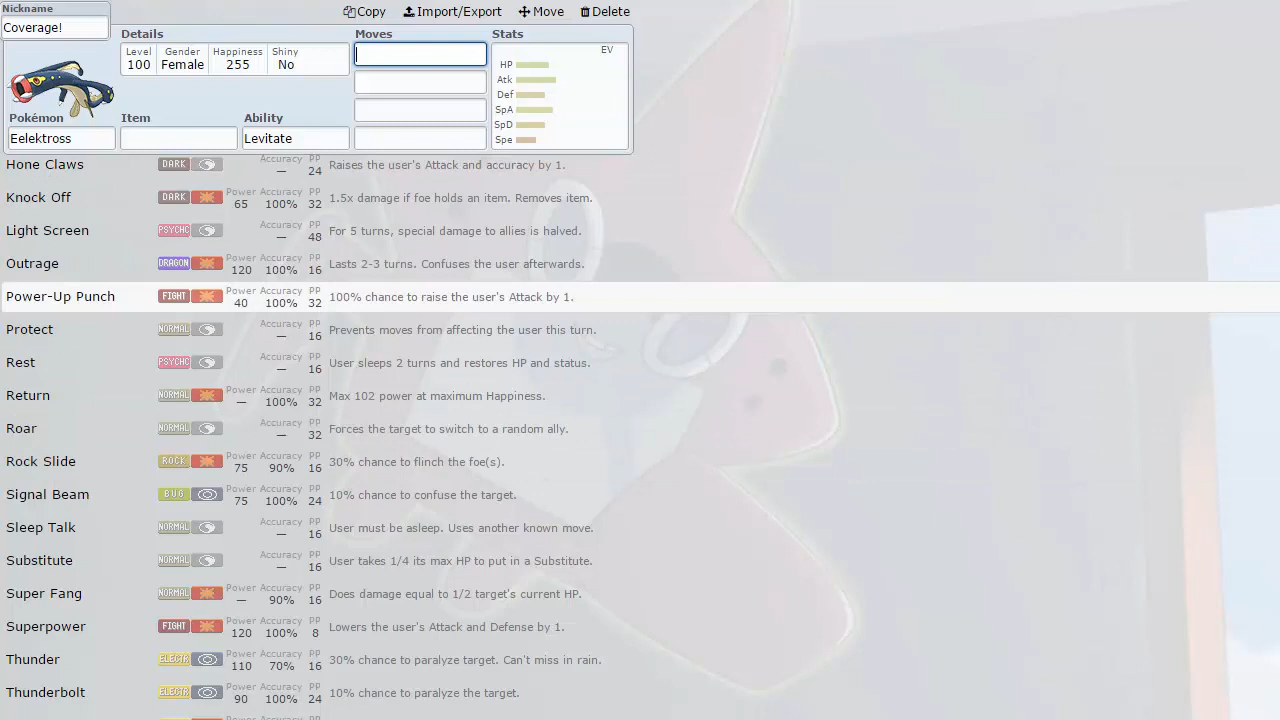 Nickname
Coverage!
Copy Import/Export Move Delete
Details Moves Stats
Level Gender Happiness Shiny
100 Female 255 No
EV
HP
Atk
Def
SpA
SpD
Spe
Pokémon Item Ability
Eelektross Levitate
Hone Claws DARK Accuracy — PP 24 Raises the user's Attack and accuracy by 1.
Knock Off DARK Power 65 Accuracy 100% PP 32 1.5x damage if foe holds an item. Removes item.
Light Screen PSYCHC Accuracy — PP 48 For 5 turns, special damage to allies is halved.
Outrage DRAGON Power 120 Accuracy 100% PP 16 Lasts 2-3 turns. Confuses the user afterwards.
Power-Up Punch FIGHT Power 40 Accuracy 100% PP 32 100% chance to raise the user's Attack by 1.
Protect NORMAL Accuracy — PP 16 Prevents moves from affecting the user this turn.
Rest PSYCHC Accuracy — PP 16 User sleeps 2 turns and restores HP and status.
Return NORMAL Power — Accuracy 100% PP 32 Max 102 power at maximum Happiness.
Roar NORMAL Accuracy — PP 32 Forces the target to switch to a random ally.
Rock Slide ROCK Power 75 Accuracy 90% PP 16 30% chance to flinch the foe(s).
Signal Beam BUG Power 75 Accuracy 100% PP 24 10% chance to confuse the target.
Sleep Talk NORMAL Accuracy — PP 16 User must be asleep. Uses another known move.
Substitute NORMAL Accuracy — PP 16 User takes 1/4 its max HP to put in a Substitute.
Super Fang NORMAL Power — Accuracy 90% PP 16 Does damage equal to 1/2 target's current HP.
Superpower FIGHT Power 120 Accuracy 100% PP 8 Lowers the user's Attack and Defense by 1.
Thunder ELECTR Power 110 Accuracy 70% PP 16 30% chance to paralyze target. Can't miss in rain.
Thunderbolt ELECTR Power 90 Accuracy 100% PP 24 10% chance to paralyze the target.
Power Accuracy PP